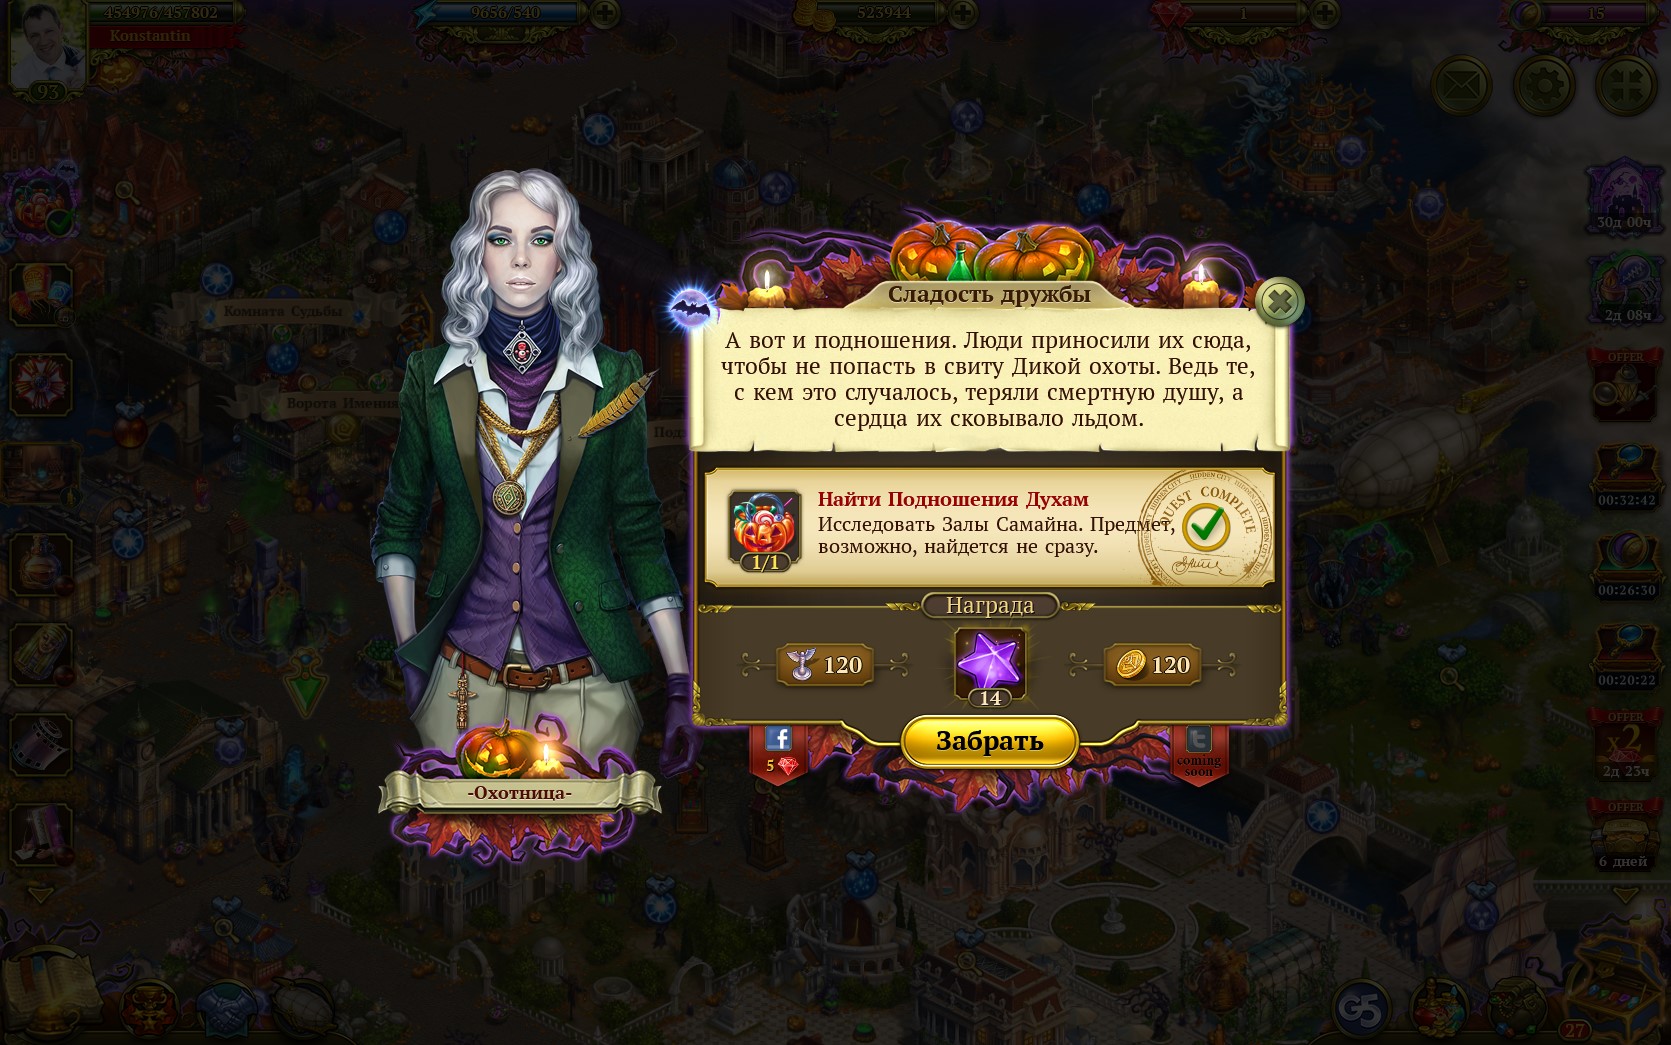 454976/457802
9656/540
523944
1
15
Konstantin
93
30д 00ч
Комната Судьбы
2д 08ч
Сладость дружбы
А вот и подношения. Люди приносили их сюда,
чтобы не попасть в свиту Дикой охоты. Ведь те,
с кем это случалось, теряли смертную душу, а
сердца их сковывало льдом.
OFFER
Ворота Имения
Найти Подношения Духам
Исследовать Залы Самайна. Предмет,
возможно, найдется не сразу.
1/1
QUEST COMPLETE
HIDDEN CITY
00:32:42
00:26:30
Награда
120
14
120
00:20:22
OFFER
x2
2д 23ч
Забрать
5
coming
soon
-Охотница-
OFFER
6 дней
G5
27